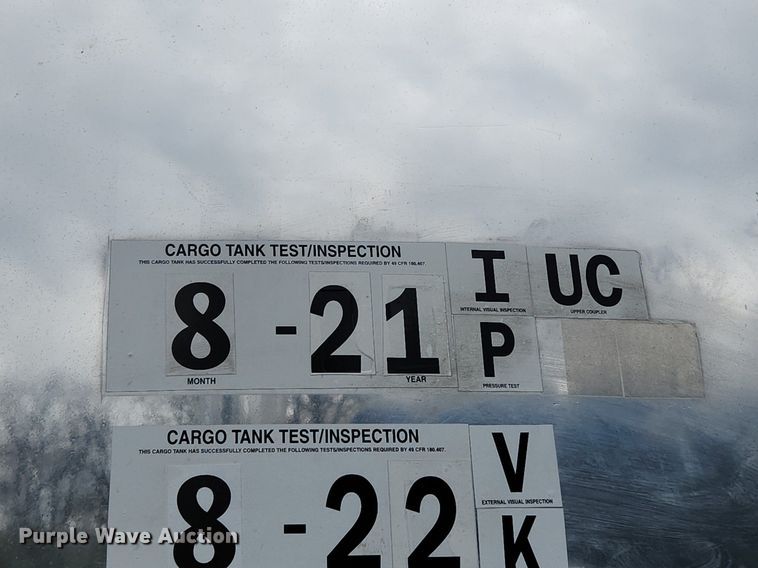 CARGO TANK TEST/INSPECTION
THIS CARGO TANK HAS SUCCESSFULLY COMPLETED THE FOLLOWING TESTS/INSPECTIONS REQUIRED BY 49 CFR 180.407.
8 - 21
MONTH YEAR
I
INTERNAL VISUAL INSPECTION
UC
UPPER COUPLER
P
PRESSURE TEST
CARGO TANK TEST/INSPECTION
THIS CARGO TANK HAS SUCCESSFULLY COMPLETED THE FOLLOWING TESTS/INSPECTIONS REQUIRED BY 49 CFR 180.407.
8 - 22
V
EXTERNAL VISUAL INSPECTION
K
Purple Wave Auction